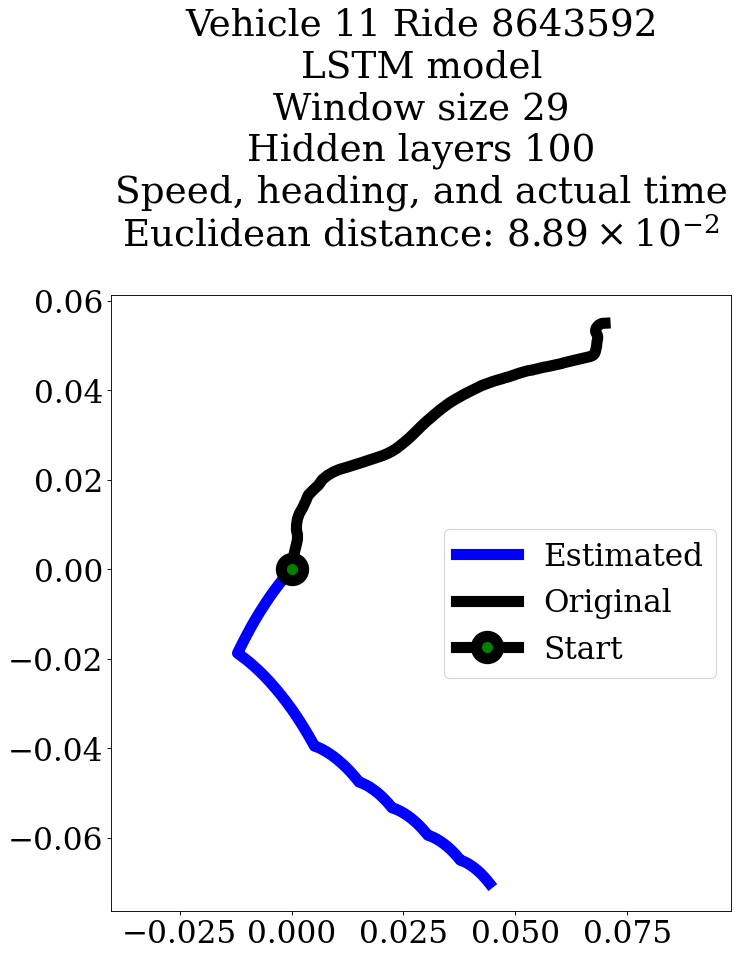 Vehicle 11 Ride 8643592
LSTM model
Window size 29
Hidden layers 100
Speed, heading, and actual time
Euclidean distance: 8.89 × 10⁻²
0.06
0.04
0.02
0.00
−0.02
−0.04
−0.06
Estimated
Original
Start
−0.025 0.000 0.025 0.050 0.075